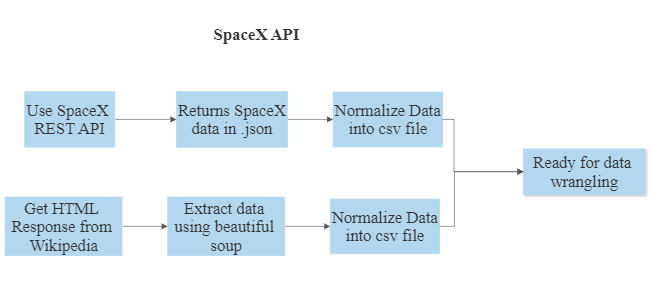 SpaceX API
Use SpaceX
REST API
Returns SpaceX
data in .json
Normalize Data
into csv file
Ready for data
wrangling
Get HTML
Response from
Wikipedia
Extract data
using beautiful
soup
Normalize Data
into csv file